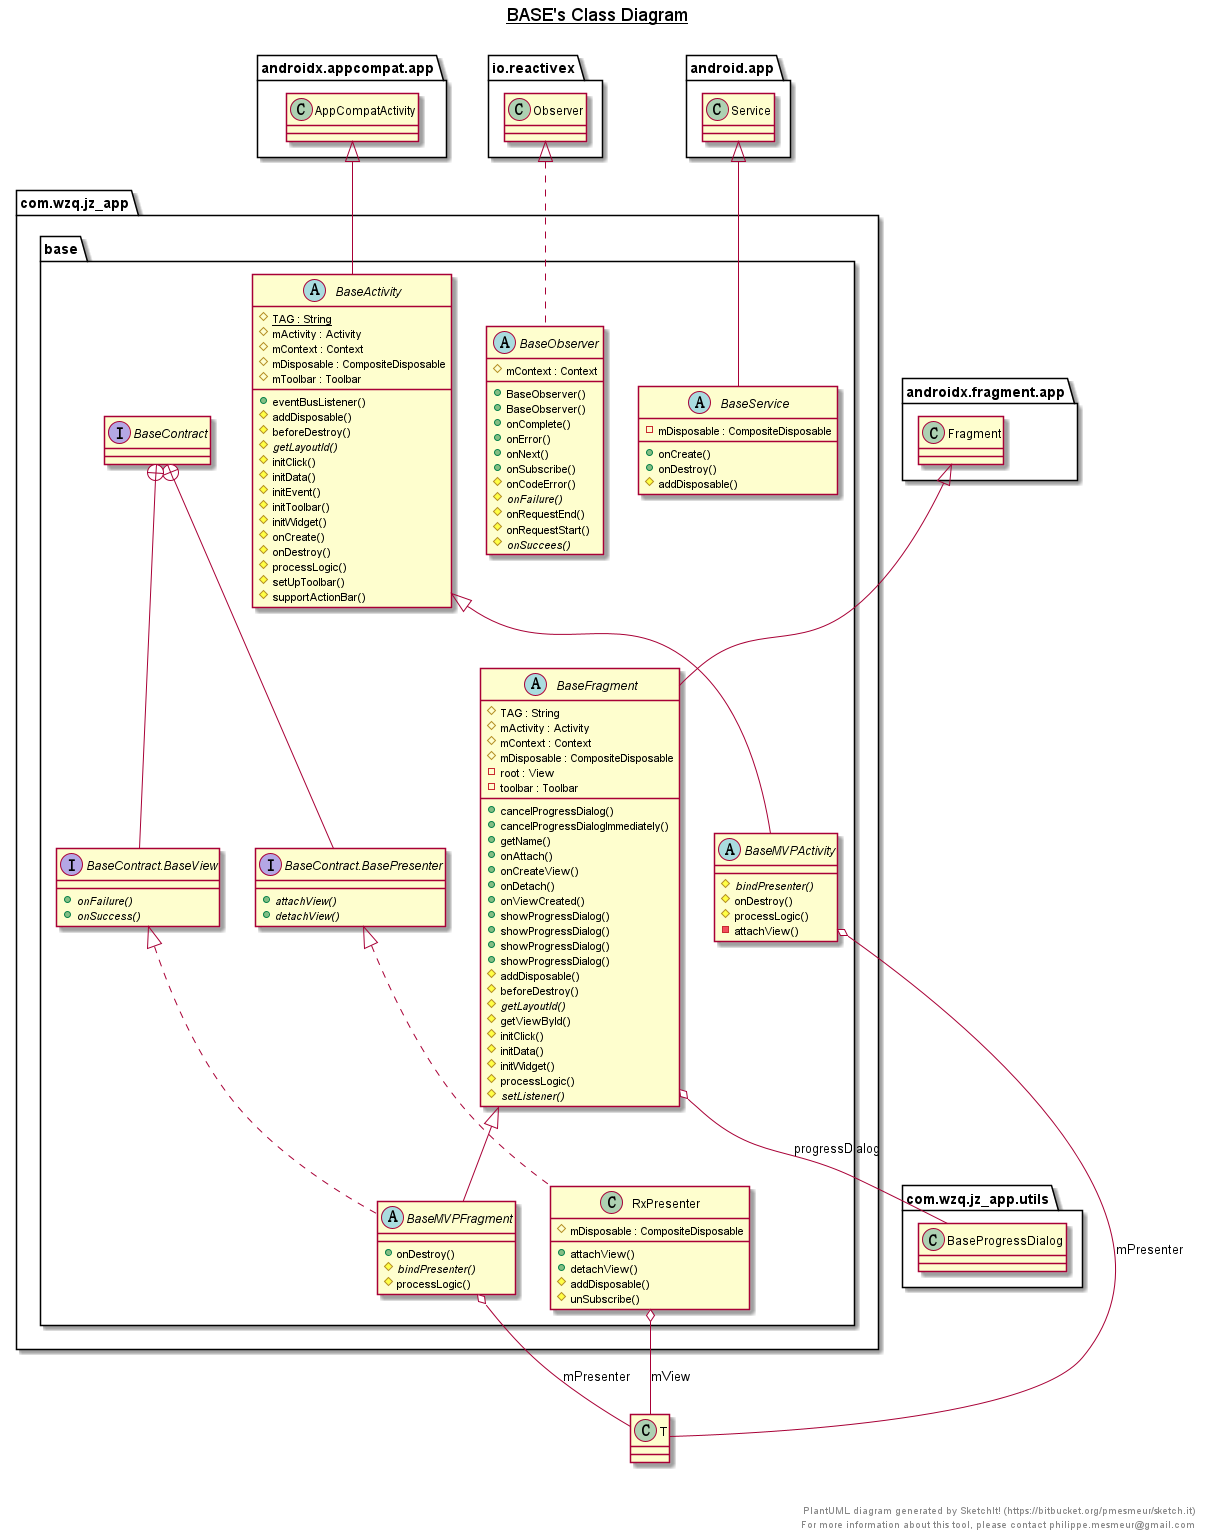 BASE's Class Diagram
androidx.appcompat.app
C AppCompatActivity
io.reactivex
C Observer
android.app
C Service
com.wzq.jz_app
base
A BaseActivity
TAG : String
mActivity : Activity
mContext : Context
mDisposable : CompositeDisposable
mToolbar : Toolbar
eventBusListener()
addDisposable()
beforeDestroy()
getLayoutId()
initClick()
initData()
initEvent()
initToolbar()
initWidget()
onCreate()
onDestroy()
processLogic()
setUpToolbar()
supportActionBar()
A BaseObserver
mContext : Context
BaseObserver()
BaseObserver()
onComplete()
onError()
onNext()
onSubscribe()
onCodeError()
onFailure()
onRequestEnd()
onRequestStart()
onSuccees()
A BaseService
mDisposable : CompositeDisposable
onCreate()
onDestroy()
addDisposable()
androidx.fragment.app
C Fragment
I BaseContract
A BaseFragment
TAG : String
mActivity : Activity
mContext : Context
mDisposable : CompositeDisposable
root : View
toolbar : Toolbar
cancelProgressDialog()
cancelProgressDialogImmediately()
getName()
onAttach()
onCreateView()
onDetach()
onViewCreated()
showProgressDialog()
showProgressDialog()
showProgressDialog()
showProgressDialog()
addDisposable()
beforeDestroy()
getLayoutId()
getViewById()
initClick()
initData()
initWidget()
processLogic()
setListener()
I BaseContract.BaseView
onFailure()
onSuccess()
I BaseContract.BasePresenter
attachView()
detachView()
A BaseMVPActivity
bindPresenter()
onDestroy()
processLogic()
attachView()
progressDialog
com.wzq.jz_app.utils
C BaseProgressDialog
mPresenter
A BaseMVPFragment
onDestroy()
bindPresenter()
processLogic()
C RxPresenter
mDisposable : CompositeDisposable
attachView()
detachView()
addDisposable()
unSubscribe()
mPresenter
mView
C T
PlantUML diagram generated by SketchIt! (https://bitbucket.org/pmesmeur/sketch.it)
For more information about this tool, please contact philippe.mesmeur@gmail.com